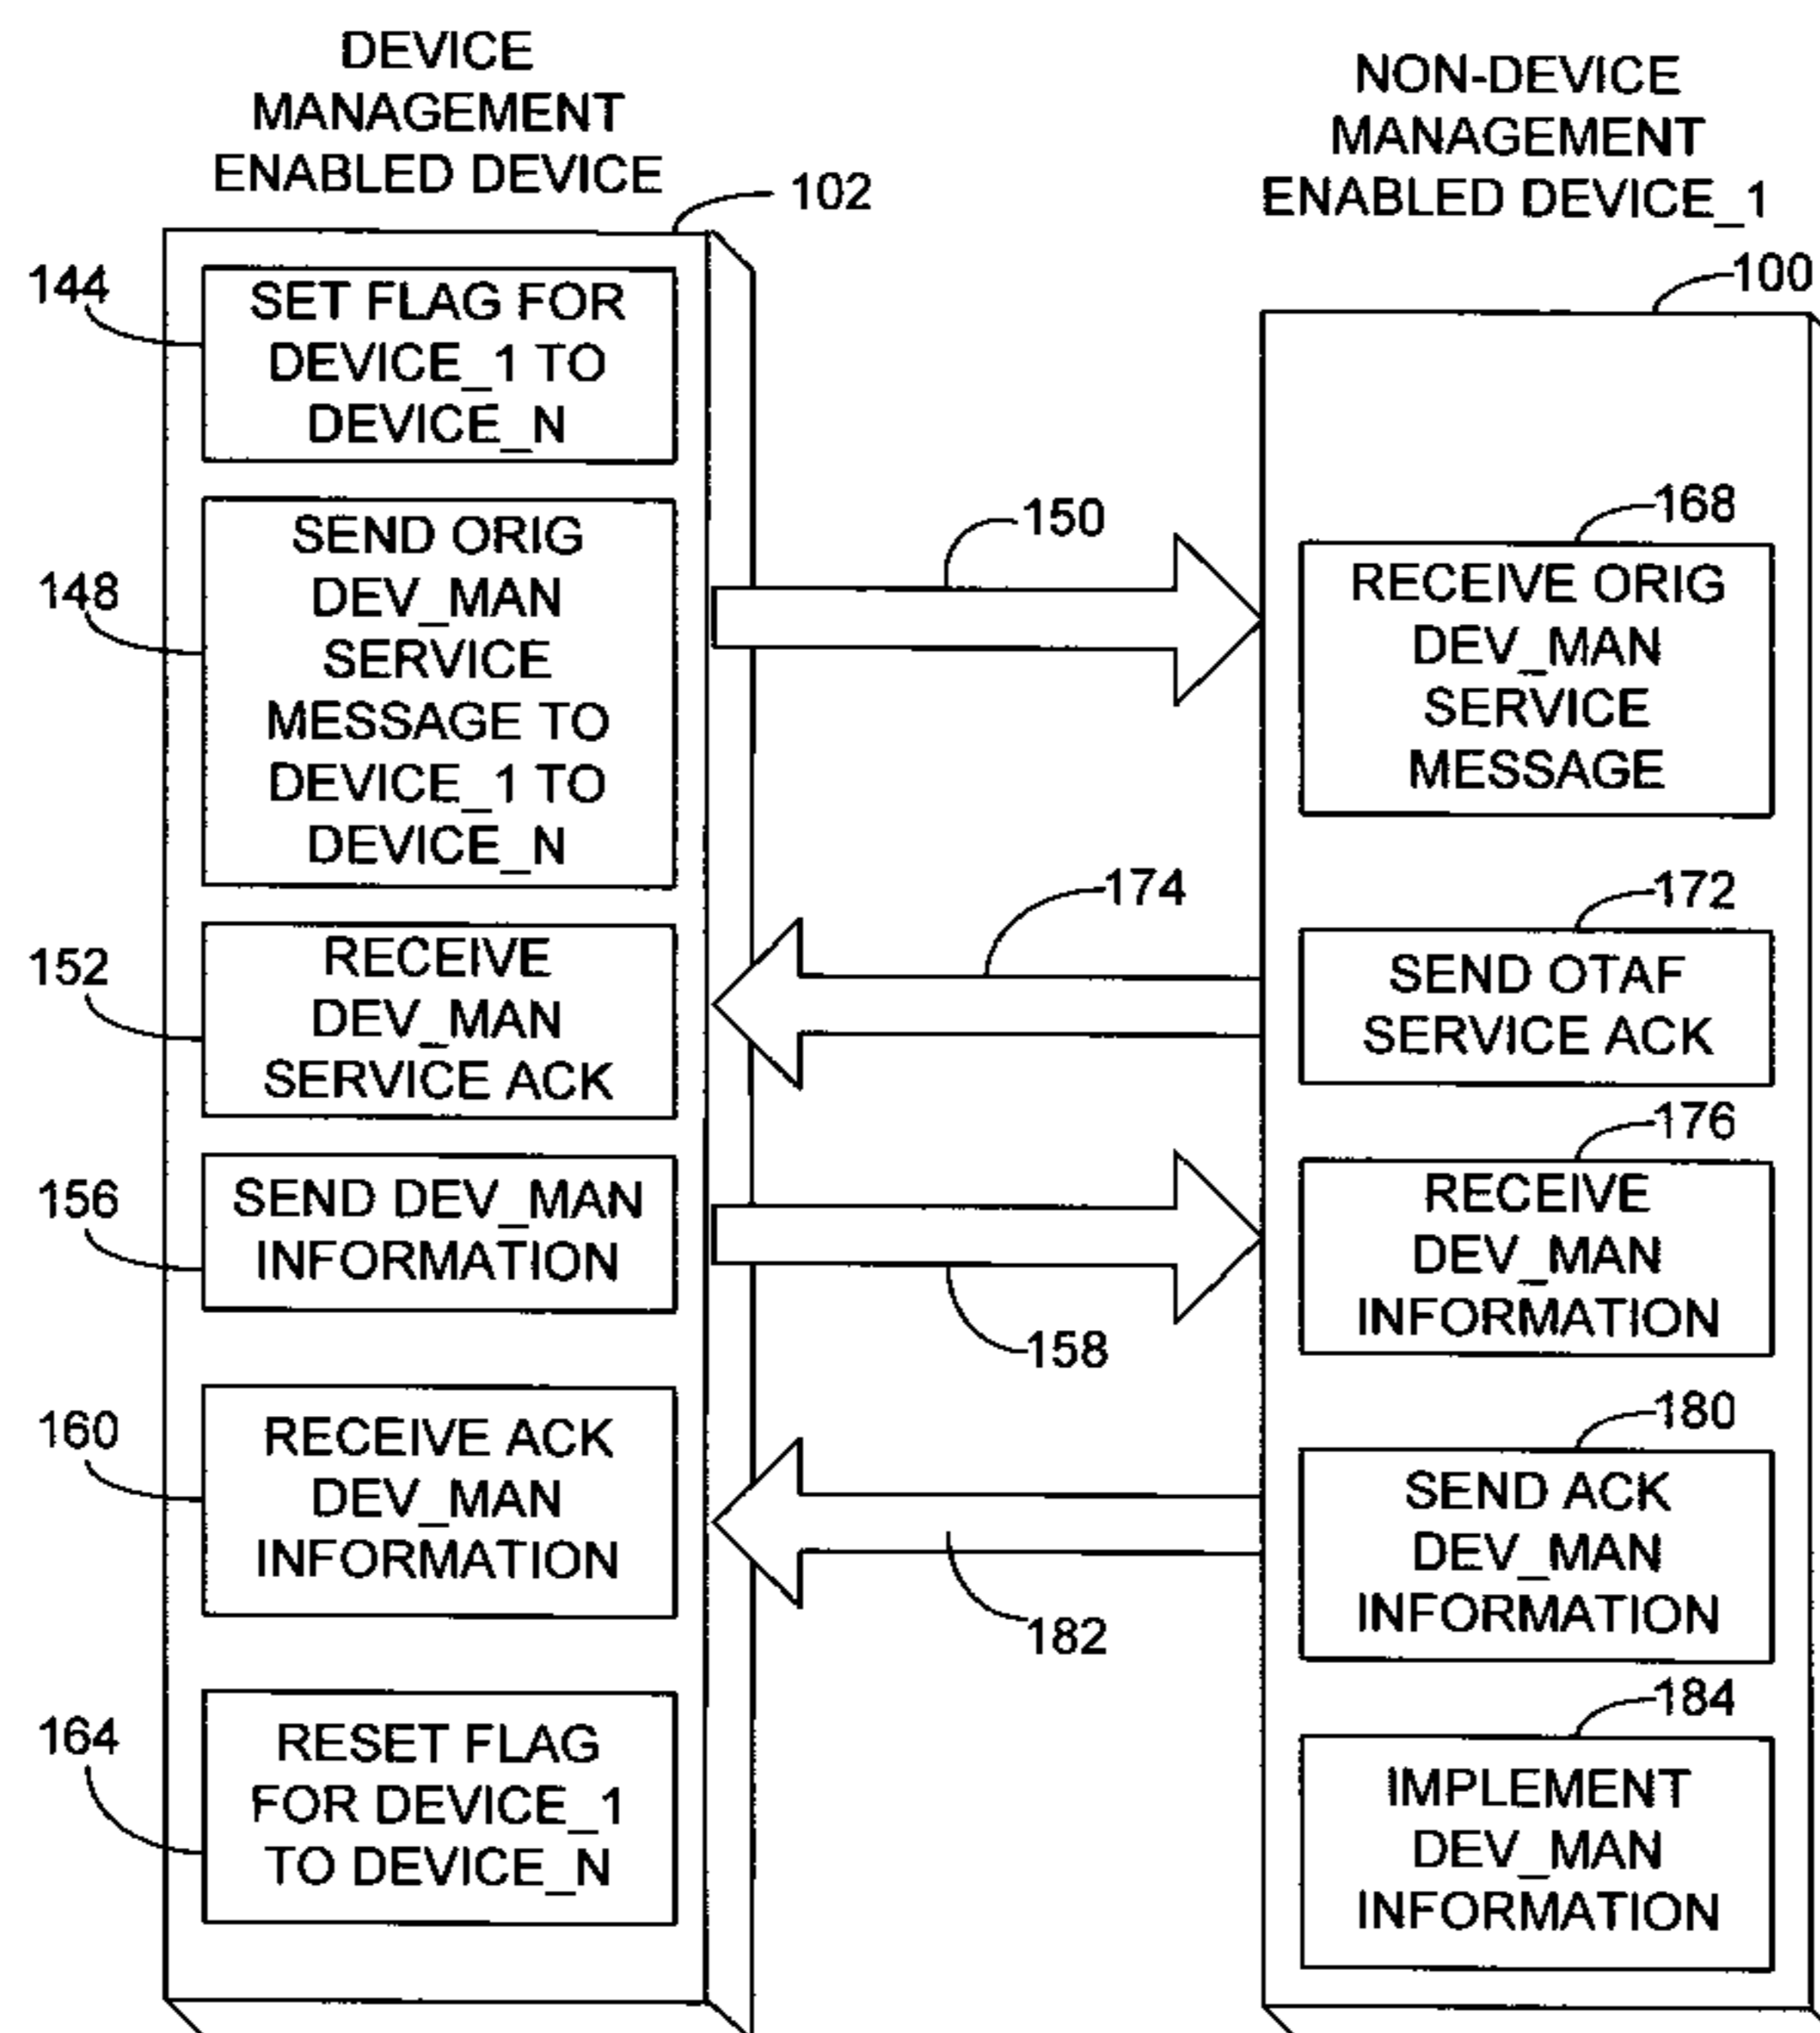 DEVICE
MANAGEMENT
ENABLED DEVICE
102
144
SET FLAG FOR
DEVICE_1 TO
DEVICE_N
148
SEND ORIG
DEV_MAN
SERVICE
MESSAGE TO
DEVICE_1 TO
DEVICE_N
152
RECEIVE
DEV_MAN
SERVICE ACK
156
SEND DEV_MAN
INFORMATION
160
RECEIVE ACK
DEV_MAN
INFORMATION
164
RESET FLAG
FOR DEVICE_1
TO DEVICE_N
150
174
158
182
NON-DEVICE
MANAGEMENT
ENABLED DEVICE_1
100
168
RECEIVE ORIG
DEV_MAN
SERVICE
MESSAGE
172
SEND OTAF
SERVICE ACK
176
RECEIVE
DEV_MAN
INFORMATION
180
SEND ACK
DEV_MAN
INFORMATION
184
IMPLEMENT
DEV_MAN
INFORMATION